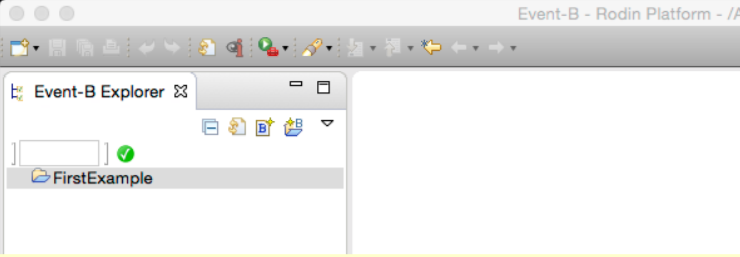 Event-B - Rodin Platform - /A
Event-B Explorer
FirstExample